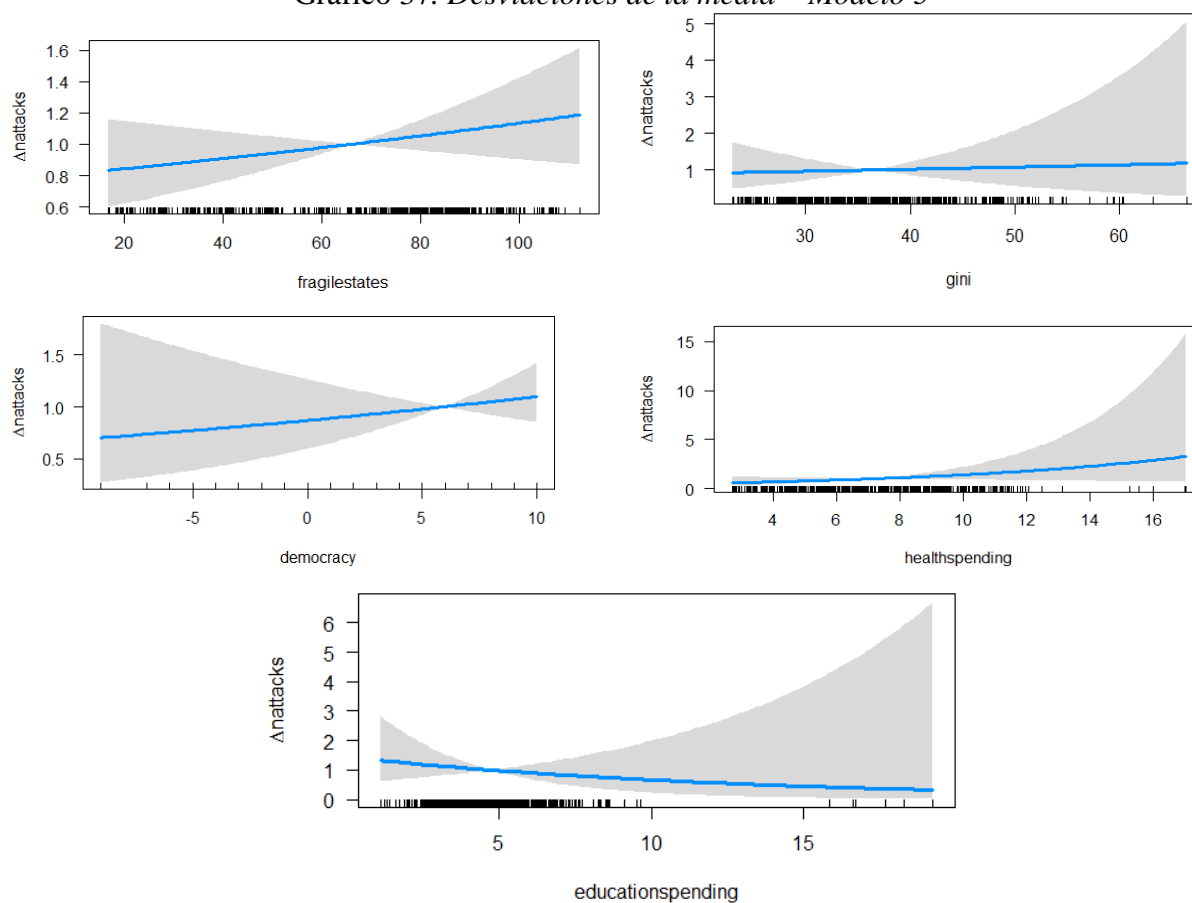 Gráfico 37. Desviaciones de la media – Modelo 3
Δnattacks
1.6
1.4
1.2
1.0
0.8
0.6
20 40 60 80 100
fragilestates
Δnattacks
5
4
3
2
1
30 40 50 60
gini
Δnattacks
1.5
1.0
0.5
-5 0 5 10
democracy
Δnattacks
15
10
5
0
4 6 8 10 12 14 16
healthspending
Δnattacks
6
5
4
3
2
1
0
5 10 15
educationspending